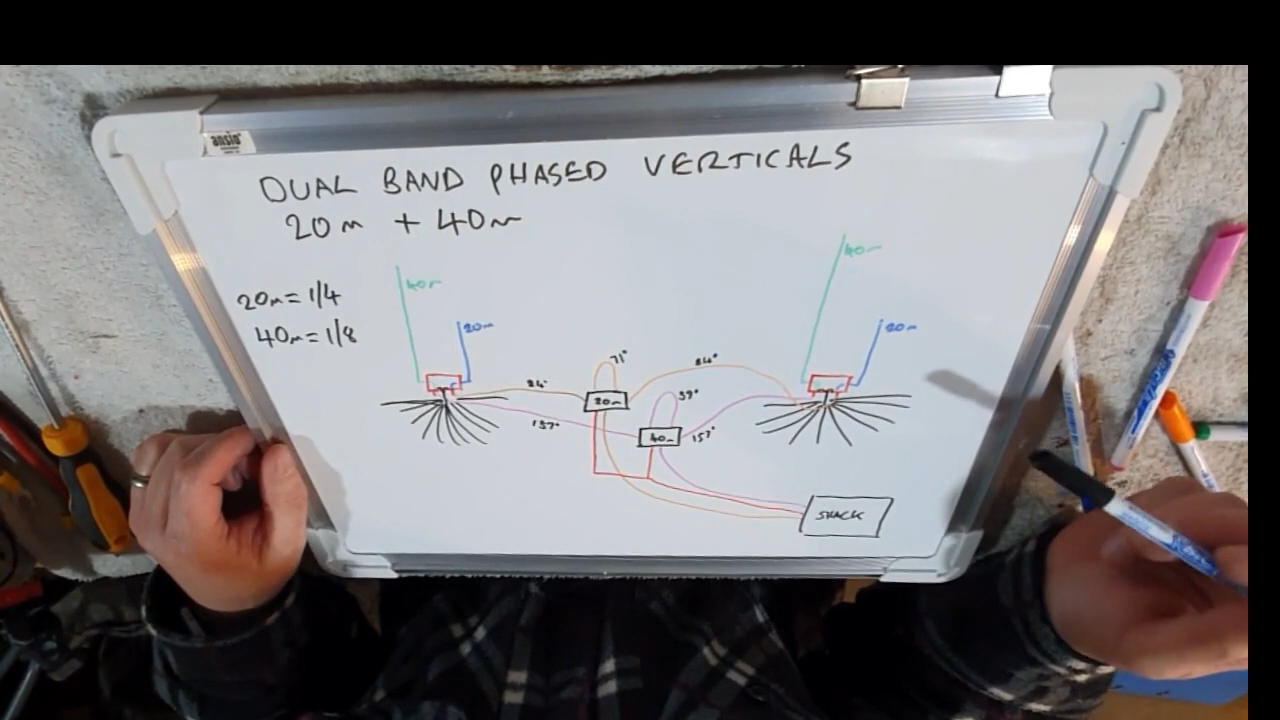 ansio
DUAL BAND PHASED VERTICALS
20m + 40m
20m = 1/4
40m = 1/8
40m
20m
40m
20m
71°
84°
84°
20m
39°
157°
40m
157°
SHACK